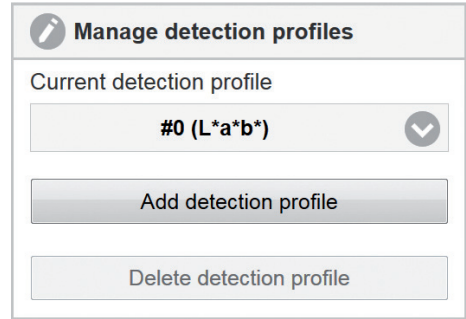 Manage detection profiles
Current detection profile
#0 (L*a*b*)
Add detection profile
Delete detection profile